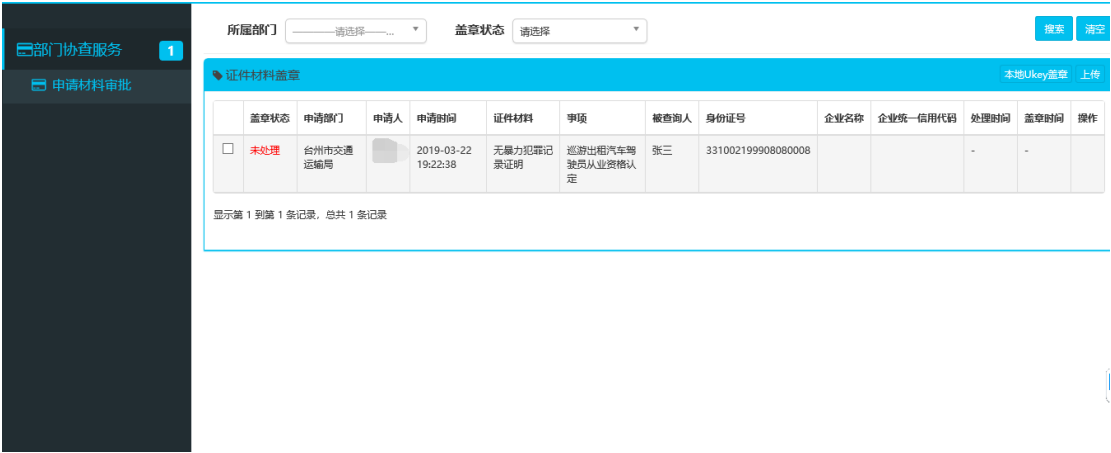 所属部门 ————请选择——... 盖章状态 请选择 搜索 清空
部门协查服务 1
申请材料审批
证件材料盖章 本地Ukey盖章 上传
盖章状态 申请部门 申请人 申请时间 证件材料 事项 被查询人 身份证号 企业名称 企业统一信用代码 处理时间 盖章时间 操作
未处理 台州市交通 2019-03-22 无暴力犯罪记 巡游出租汽车驾 张三 331002199908080008 - -
运输局 19:22:38 录证明 驶员从业资格认
定
显示第 1 到第 1 条记录，总共 1 条记录